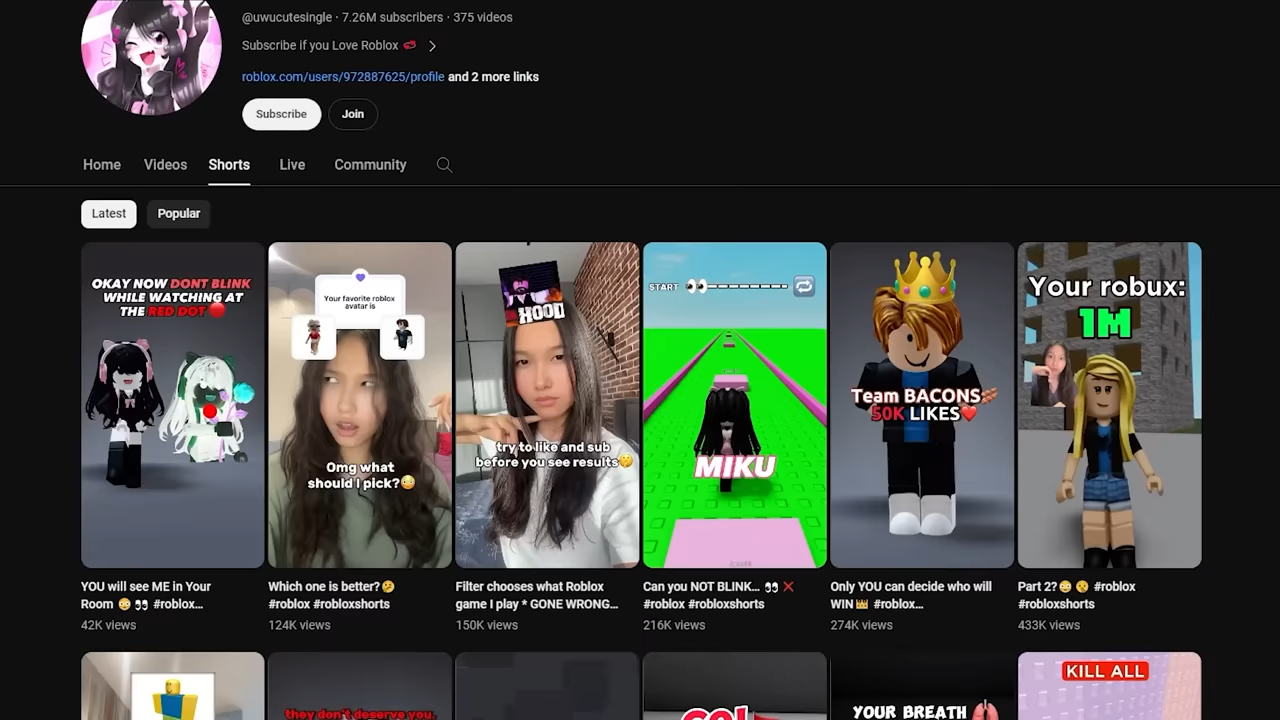 @uwucutesingle · 7.26M subscribers · 375 videos
Subscribe if you Love Roblox
roblox.com/users/972887625/profile and 2 more links
Subscribe
Join
Home
Videos
Shorts
Live
Community
Latest
Popular
OKAY NOW DONT BLINK
WHILE WATCHING AT
THE RED DOT
Your favorite roblox
avatar is
Omg what
should I pick?
HOOD
try to like and sub
before you see results
START
MIKU
Team BACONS
50K LIKES
Your robux:
1M
YOU will see ME in Your
Room 😳 👀 #roblox...
42K views
Which one is better?🤔
#roblox #robloxshorts
124K views
Filter chooses what Roblox
game I play * GONE WRONG...
150K views
Can you NOT BLINK... 👀 ❌
#roblox #robloxshorts
216K views
Only YOU can decide who will
WIN👑 #roblox...
274K views
Part 2?😳 😢 #roblox
#robloxshorts
433K views
they don't deserve you.
GO!
YOUR BREATH
KILL ALL